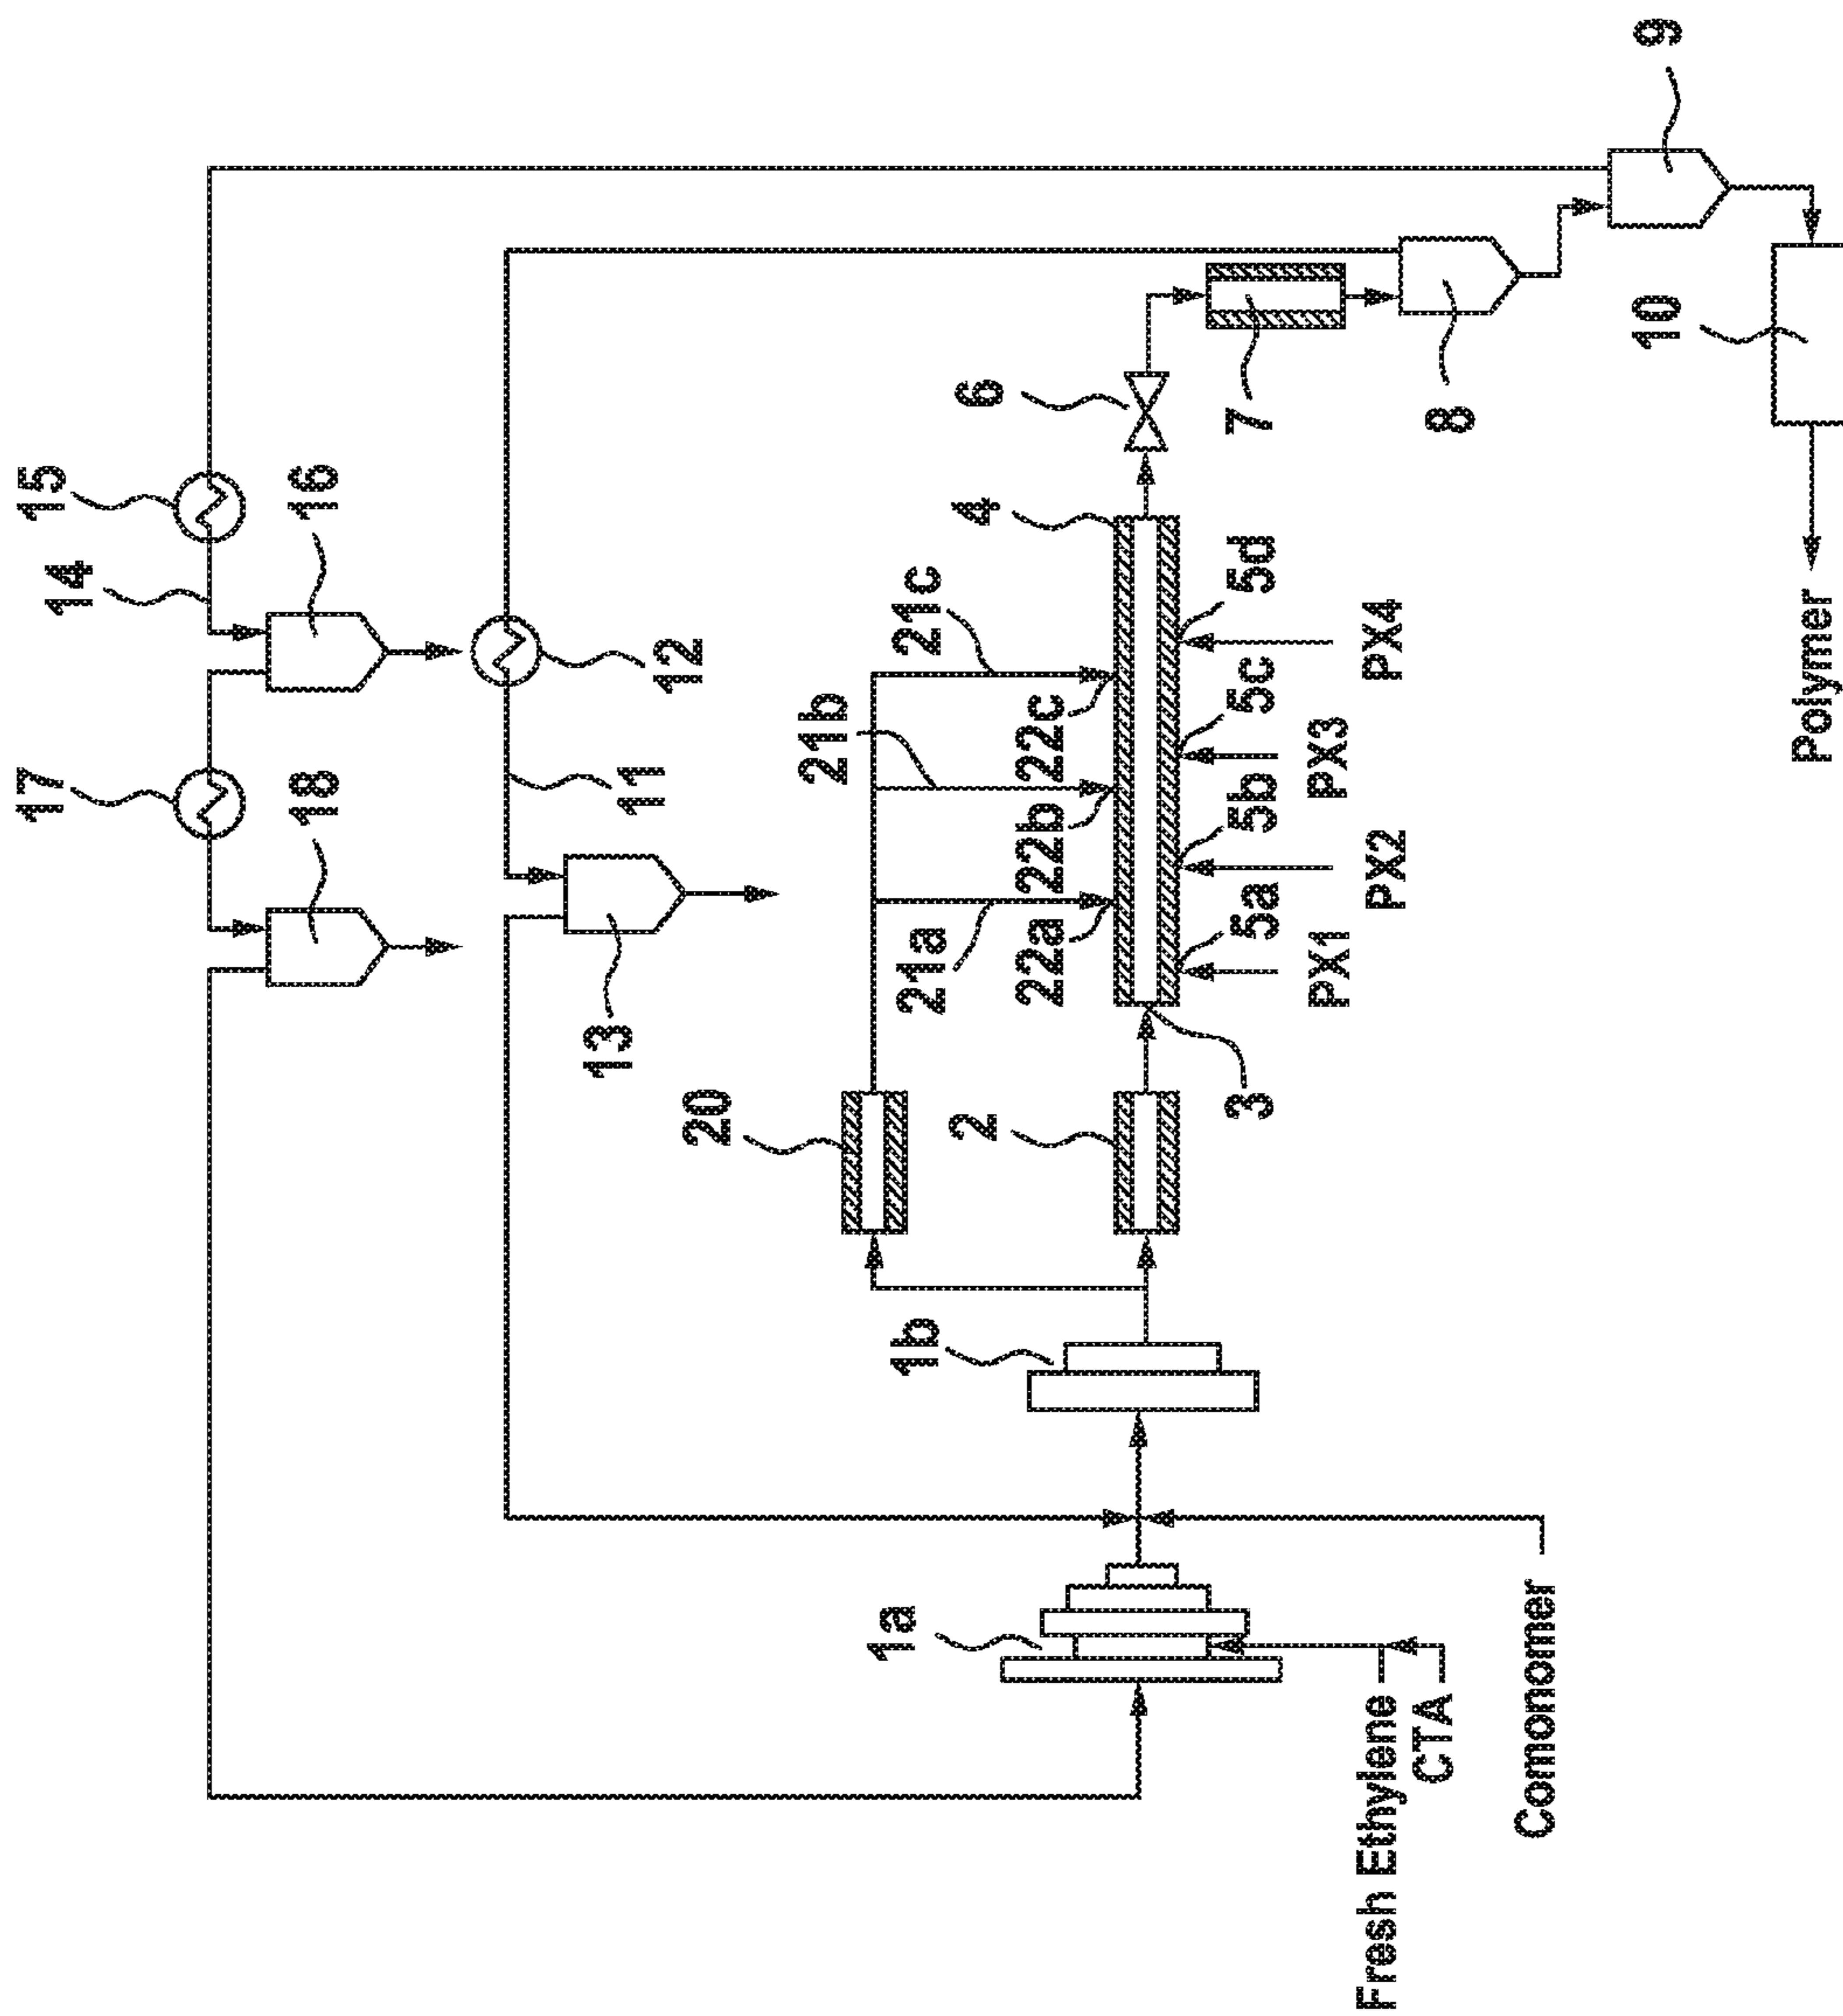 15
14
16
17
18
12
11
13
9
6
7
8
10
4
21c
21b
21a
22c
22b
22a
5d
5c
5b
5a
PX4
PX3
PX2
PX1
3
20
2
1b
1a
Fresh Ethylene
CTA
Comonomer
Polymer